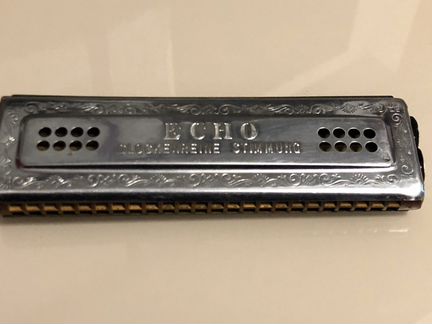 ECHO
GLOCKENREINE STIMMUNG